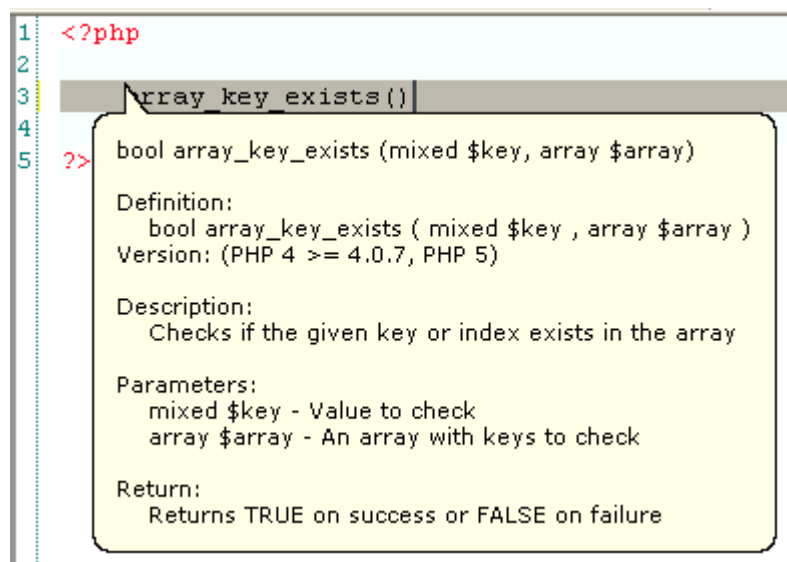 1 <?php
2
3 array_key_exists()
4
5 ?>
bool array_key_exists (mixed $key, array $array)
Definition:
bool array_key_exists ( mixed $key , array $array )
Version: (PHP 4 >= 4.0.7, PHP 5)
Description:
Checks if the given key or index exists in the array
Parameters:
mixed $key - Value to check
array $array - An array with keys to check
Return:
Returns TRUE on success or FALSE on failure